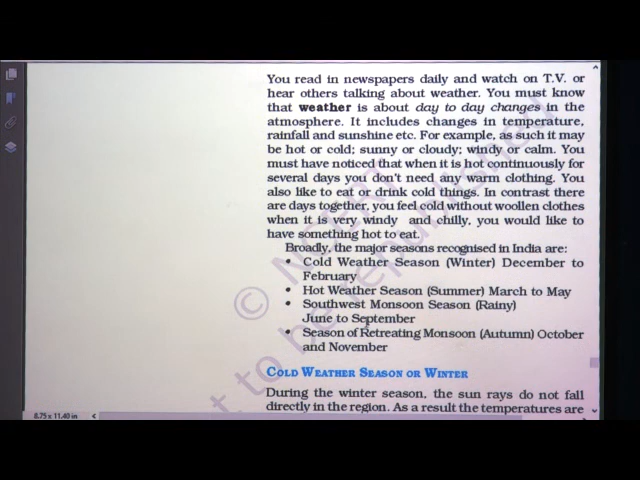 You read in newspapers daily and watch on T.V. or
hear others talking about weather. You must know
that weather is about day to day changes in the
atmosphere. It includes changes in temperature,
rainfall and sunshine etc. For example, as such it may
be hot or cold; sunny or cloudy; windy or calm. You
must have noticed that when it is hot continuously for
several days you don't need any warm clothing. You
also like to eat or drink cold things. In contrast there
are days together, you feel cold without woollen clothes
when it is very windy and chilly, you would like to
have something hot to eat.
Broadly, the major seasons recognised in India are:
• Cold Weather Season (Winter) December to
February
• Hot Weather Season (Summer) March to May
• Southwest Monsoon Season (Rainy)
June to September
• Season of Retreating Monsoon (Autumn) October
and November
COLD WEATHER SEASON OR WINTER
During the winter season, the sun rays do not fall
directly in the region. As a result the temperatures are
8.75 x 11.40 in
© NCERT
t to be republished